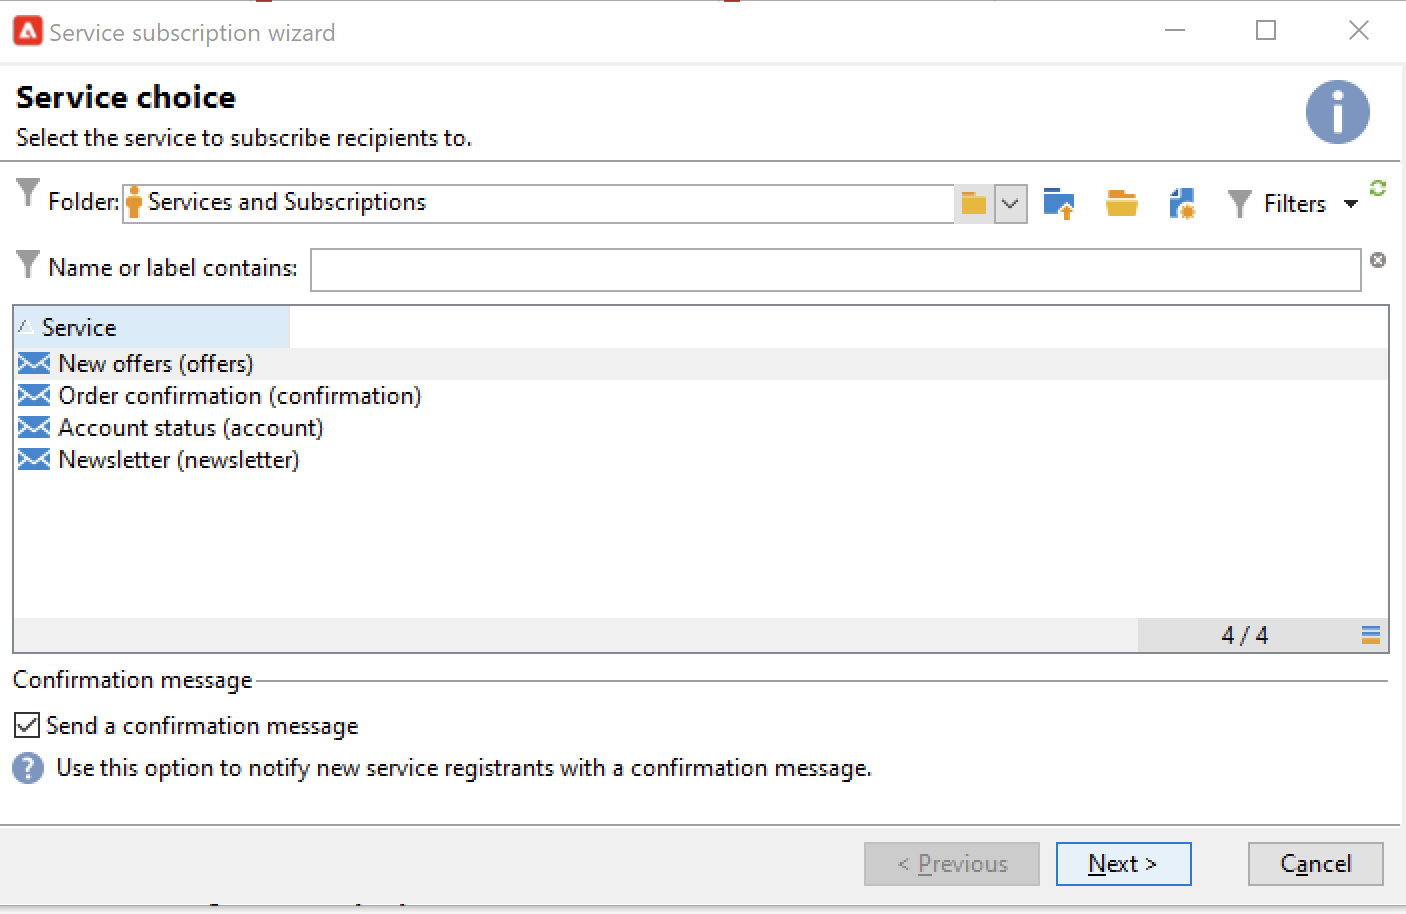 Service subscription wizard
Service choice
Select the service to subscribe recipients to.
Folder: Services and Subscriptions
Filters
Name or label contains:
Service
New offers (offers)
Order confirmation (confirmation)
Account status (account)
Newsletter (newsletter)
4 / 4
Confirmation message
Send a confirmation message
Use this option to notify new service registrants with a confirmation message.
< Previous
Next >
Cancel